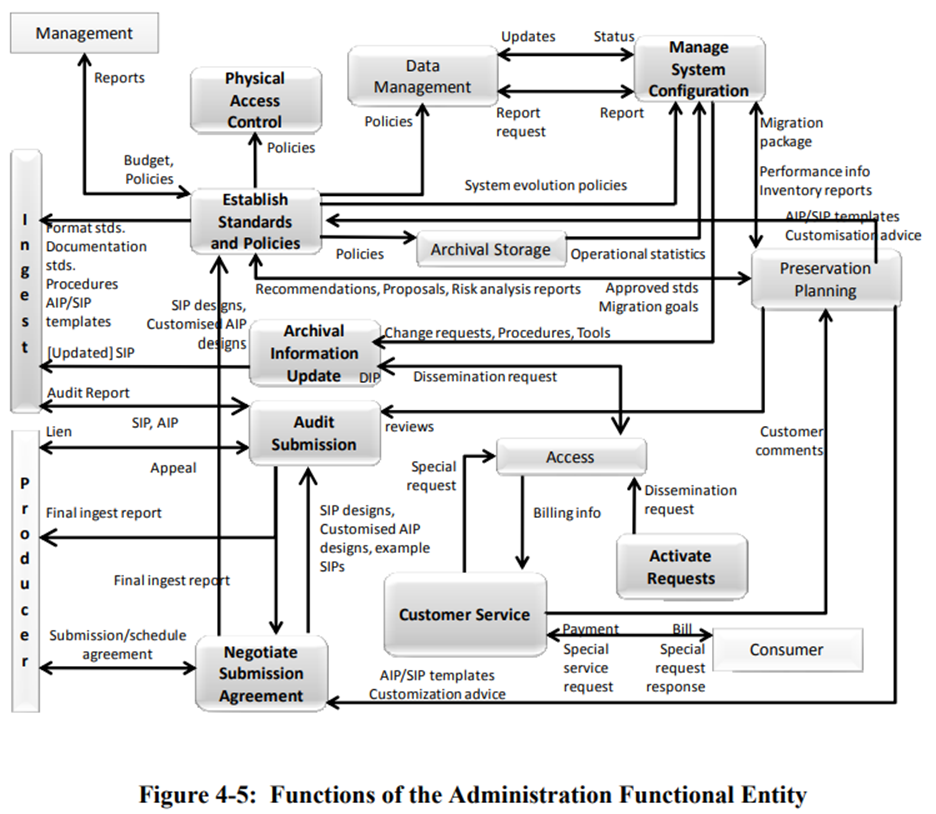 Management
Reports
Physical
Access
Control
Data
Management
Updates
Status
Manage
System
Configuration
Report
request
Report
Policies
Policies
Migration
package
Performance info
Inventory reports
Budget,
Policies
System evolution policies
Ingest
Establish
Standards
and Policies
AIP/SIP templates
Customisation advice
Format stds.
Documentation
stds.
Procedures
AIP/SIP
templates
Policies
Archival Storage
Operational statistics
Preservation
Planning
Recommendations, Proposals, Risk analysis reports
Approved stds
Migration goals
SIP designs,
Customised AIP
designs
Archival
Information
Update
Change requests, Procedures, Tools
[Updated] SIP
DIP
Dissemination request
Audit Report
SIP, AIP
Audit
Submission
reviews
Customer
comments
Producer
Lien
Appeal
Access
Special
request
Billing info
Dissemination
request
Final ingest report
SIP designs,
Customised AIP
designs, example
SIPs
Activate
Requests
Final ingest report
Customer Service
Submission/schedule
agreement
Negotiate
Submission
Agreement
Payment
Special
service
request
Bill
Special
request
response
Consumer
AIP/SIP templates
Customization advice
Figure 4-5: Functions of the Administration Functional Entity